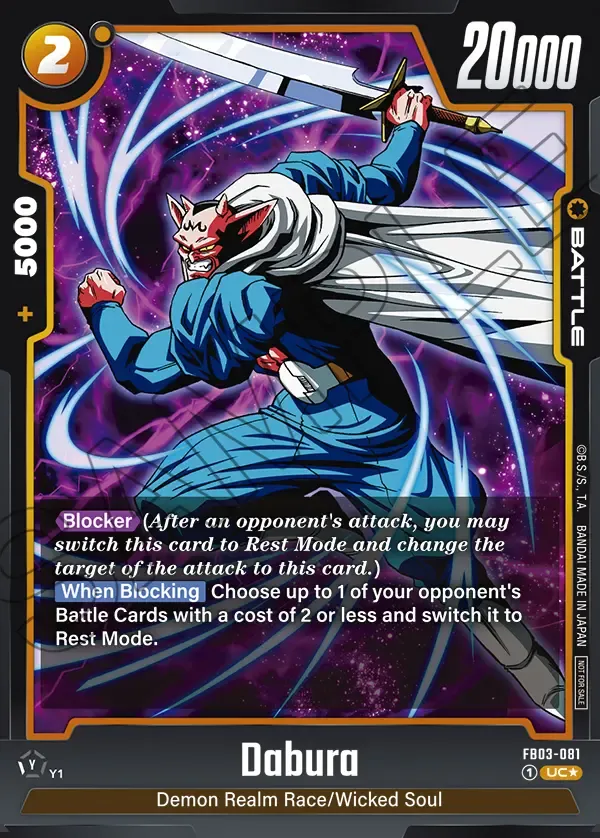 2
20000
+ 5000
BATTLE
SAMPLE
Blocker (After an opponent's attack, you may
switch this card to Rest Mode and change the
target of the attack to this card.)
When Blocking Choose up to 1 of your opponent's
Battle Cards with a cost of 2 or less and switch it to
Rest Mode.
©B.S./S., T.A. BANDAI MADE IN JAPAN
NOT FOR SALE
Y Y1
Dabura
FB03-081
1 UC★
Demon Realm Race/Wicked Soul